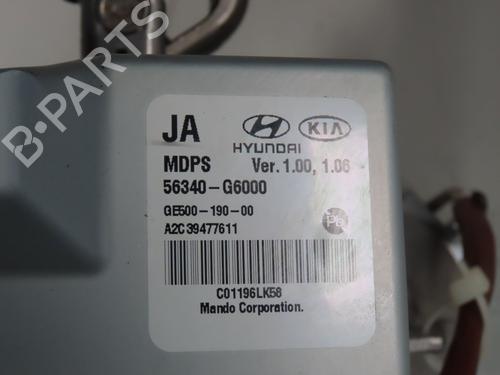 B-PARTS
JA
HYUNDAI KIA
MDPS Ver. 1.00, 1.06
56340-G6000
GE500-190-00
A2C39477611
Pb
C01196LK58
Mando Corporation.